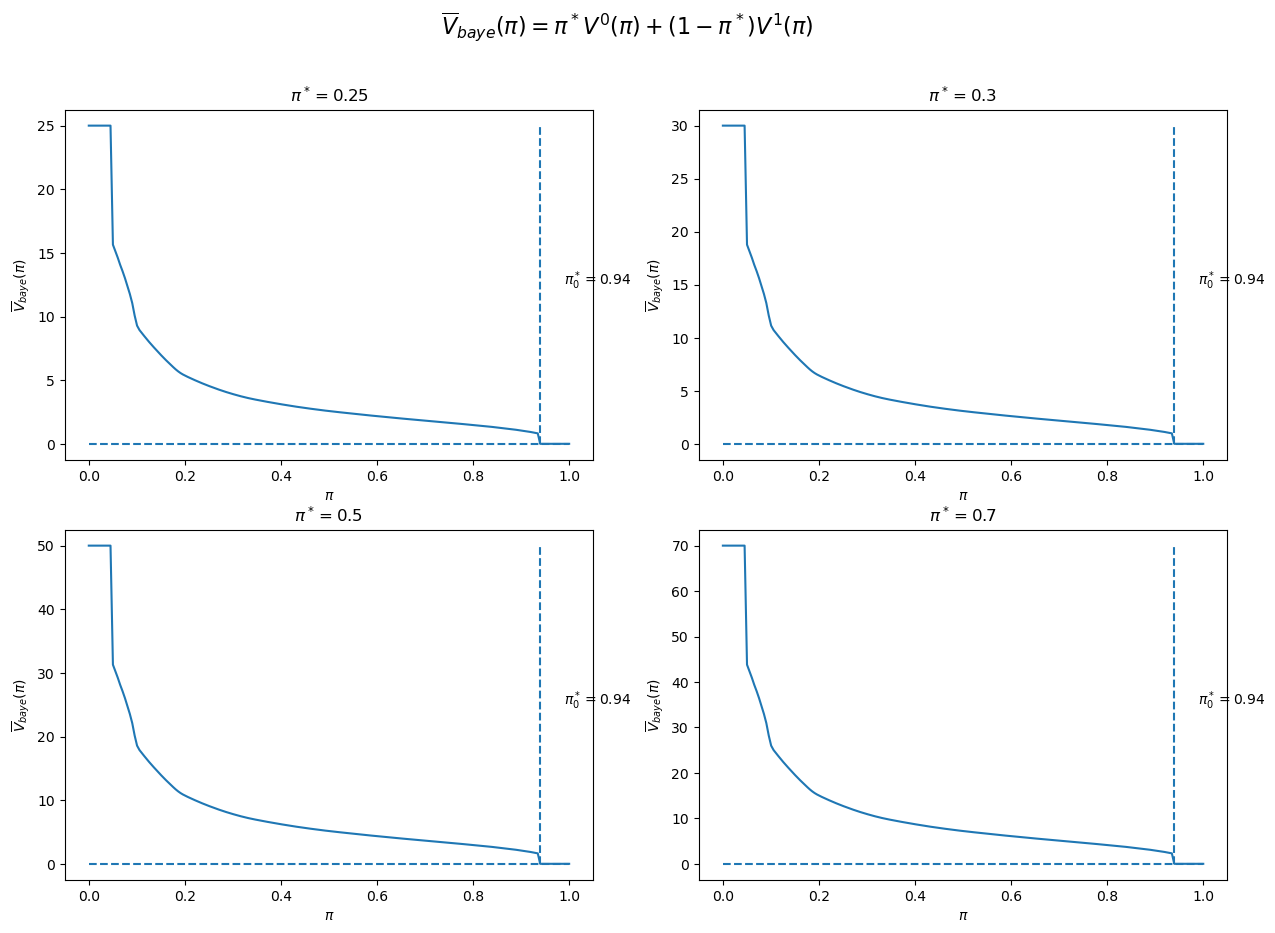 $\overline{V}_{baye}(\pi) = \pi^* V^0(\pi) + (1 - \pi^*)V^1(\pi)$
$\pi^* = 0.25$
25
20
15
10
5
0
$\overline{V}_{baye}(\pi)$
$\pi_0^* = 0.94$
0.0 0.2 0.4 0.6 0.8 1.0
$\pi$
$\pi^* = 0.3$
30
25
20
15
10
5
0
$\overline{V}_{baye}(\pi)$
$\pi_0^* = 0.94$
0.0 0.2 0.4 0.6 0.8 1.0
$\pi$
$\pi^* = 0.5$
50
40
30
20
10
0
$\overline{V}_{baye}(\pi)$
$\pi_0^* = 0.94$
0.0 0.2 0.4 0.6 0.8 1.0
$\pi$
$\pi^* = 0.7$
70
60
50
40
30
20
10
0
$\overline{V}_{baye}(\pi)$
$\pi_0^* = 0.94$
0.0 0.2 0.4 0.6 0.8 1.0
$\pi$